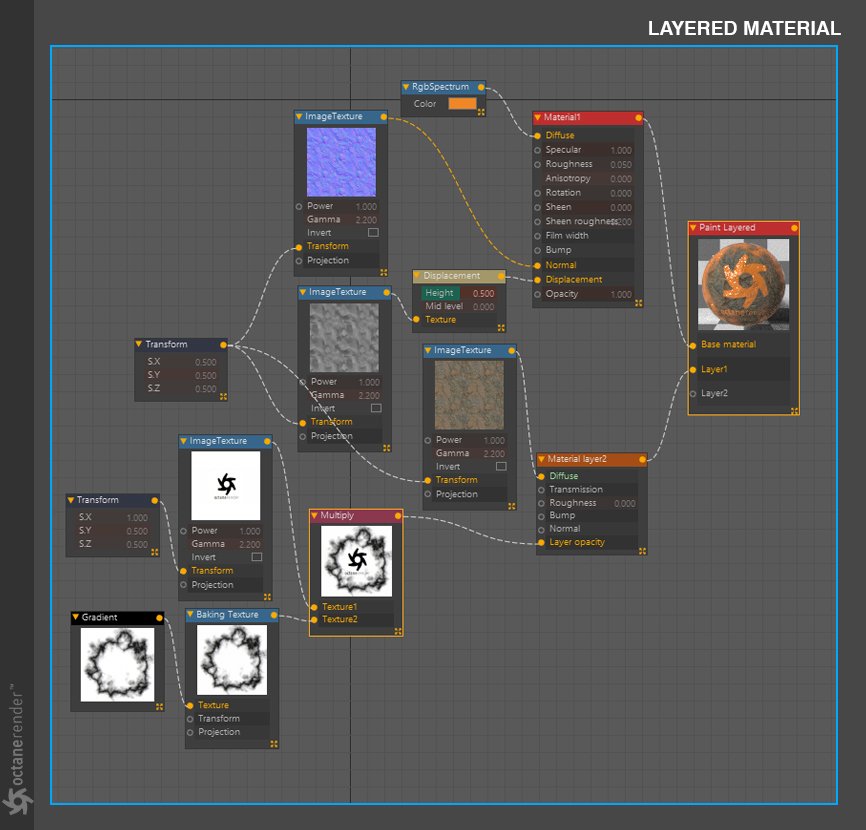 LAYERED MATERIAL
RgbSpectrum
Color
ImageTexture
Power 1.000
Gamma 2.200
Invert
Transform
Projection
Material1
Diffuse
Specular 1.000
Roughness 0.050
Anisotropy 0.000
Rotation 0.000
Sheen 0.000
Sheen roughness 0.200
Film width
Bump
Normal
Displacement
Opacity 1.000
Paint Layered
octanerender
Base material
Layer1
Layer2
Displacement
Height 0.500
Mid level 0.000
Texture
ImageTexture
Power 1.000
Gamma 2.200
Invert
Transform
Projection
Transform
S.X 0.500
S.Y 0.500
S.Z 0.500
ImageTexture
Power 1.000
Gamma 2.200
Invert
Transform
Projection
ImageTexture
octanerender
Power 1.000
Gamma 2.200
Invert
Transform
Projection
Material layer2
Diffuse
Transmission
Roughness 0.000
Bump
Normal
Layer opacity
Transform
S.X 1.000
S.Y 0.500
S.Z 0.500
Multiply
Texture1
Texture2
Gradient
Baking Texture
Texture
Transform
Projection
octanerender™